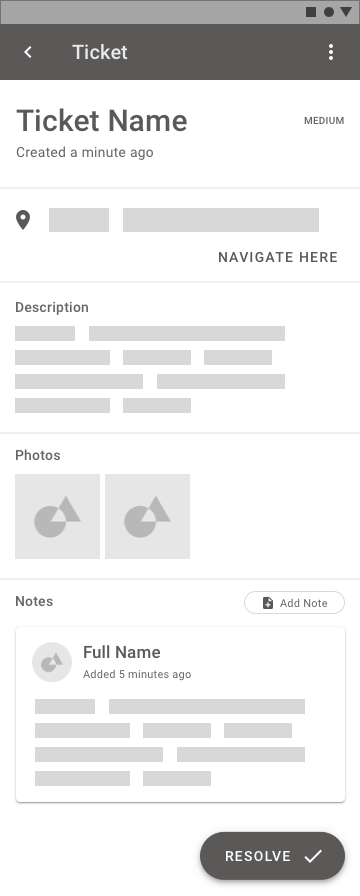 Ticket
Ticket Name
MEDIUM
Created a minute ago
NAVIGATE HERE
Description
Photos
Notes
Add Note
Full Name
Added 5 minutes ago
RESOLVE